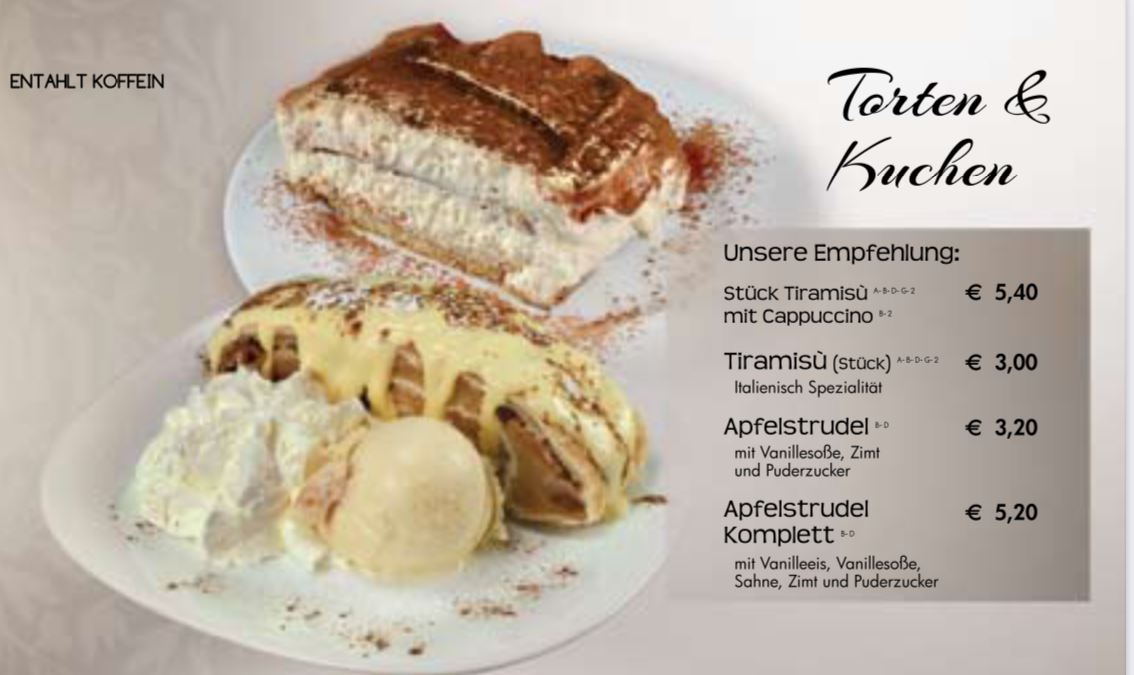 ENTAHLT KOFFEIN
Torten &
Kuchen
Unsere Empfehlung:
Stück Tiramisù A-B-D-G-2 € 5,40
mit Cappuccino B-2
Tiramisù (Stück) A-B-D-G-2 € 3,00
Italienisch Spezialität
Apfelstrudel B-D € 3,20
mit Vanillesoße, Zimt
und Puderzucker
Apfelstrudel € 5,20
Komplett B-D
mit Vanilleeis, Vanillesoße,
Sahne, Zimt und Puderzucker